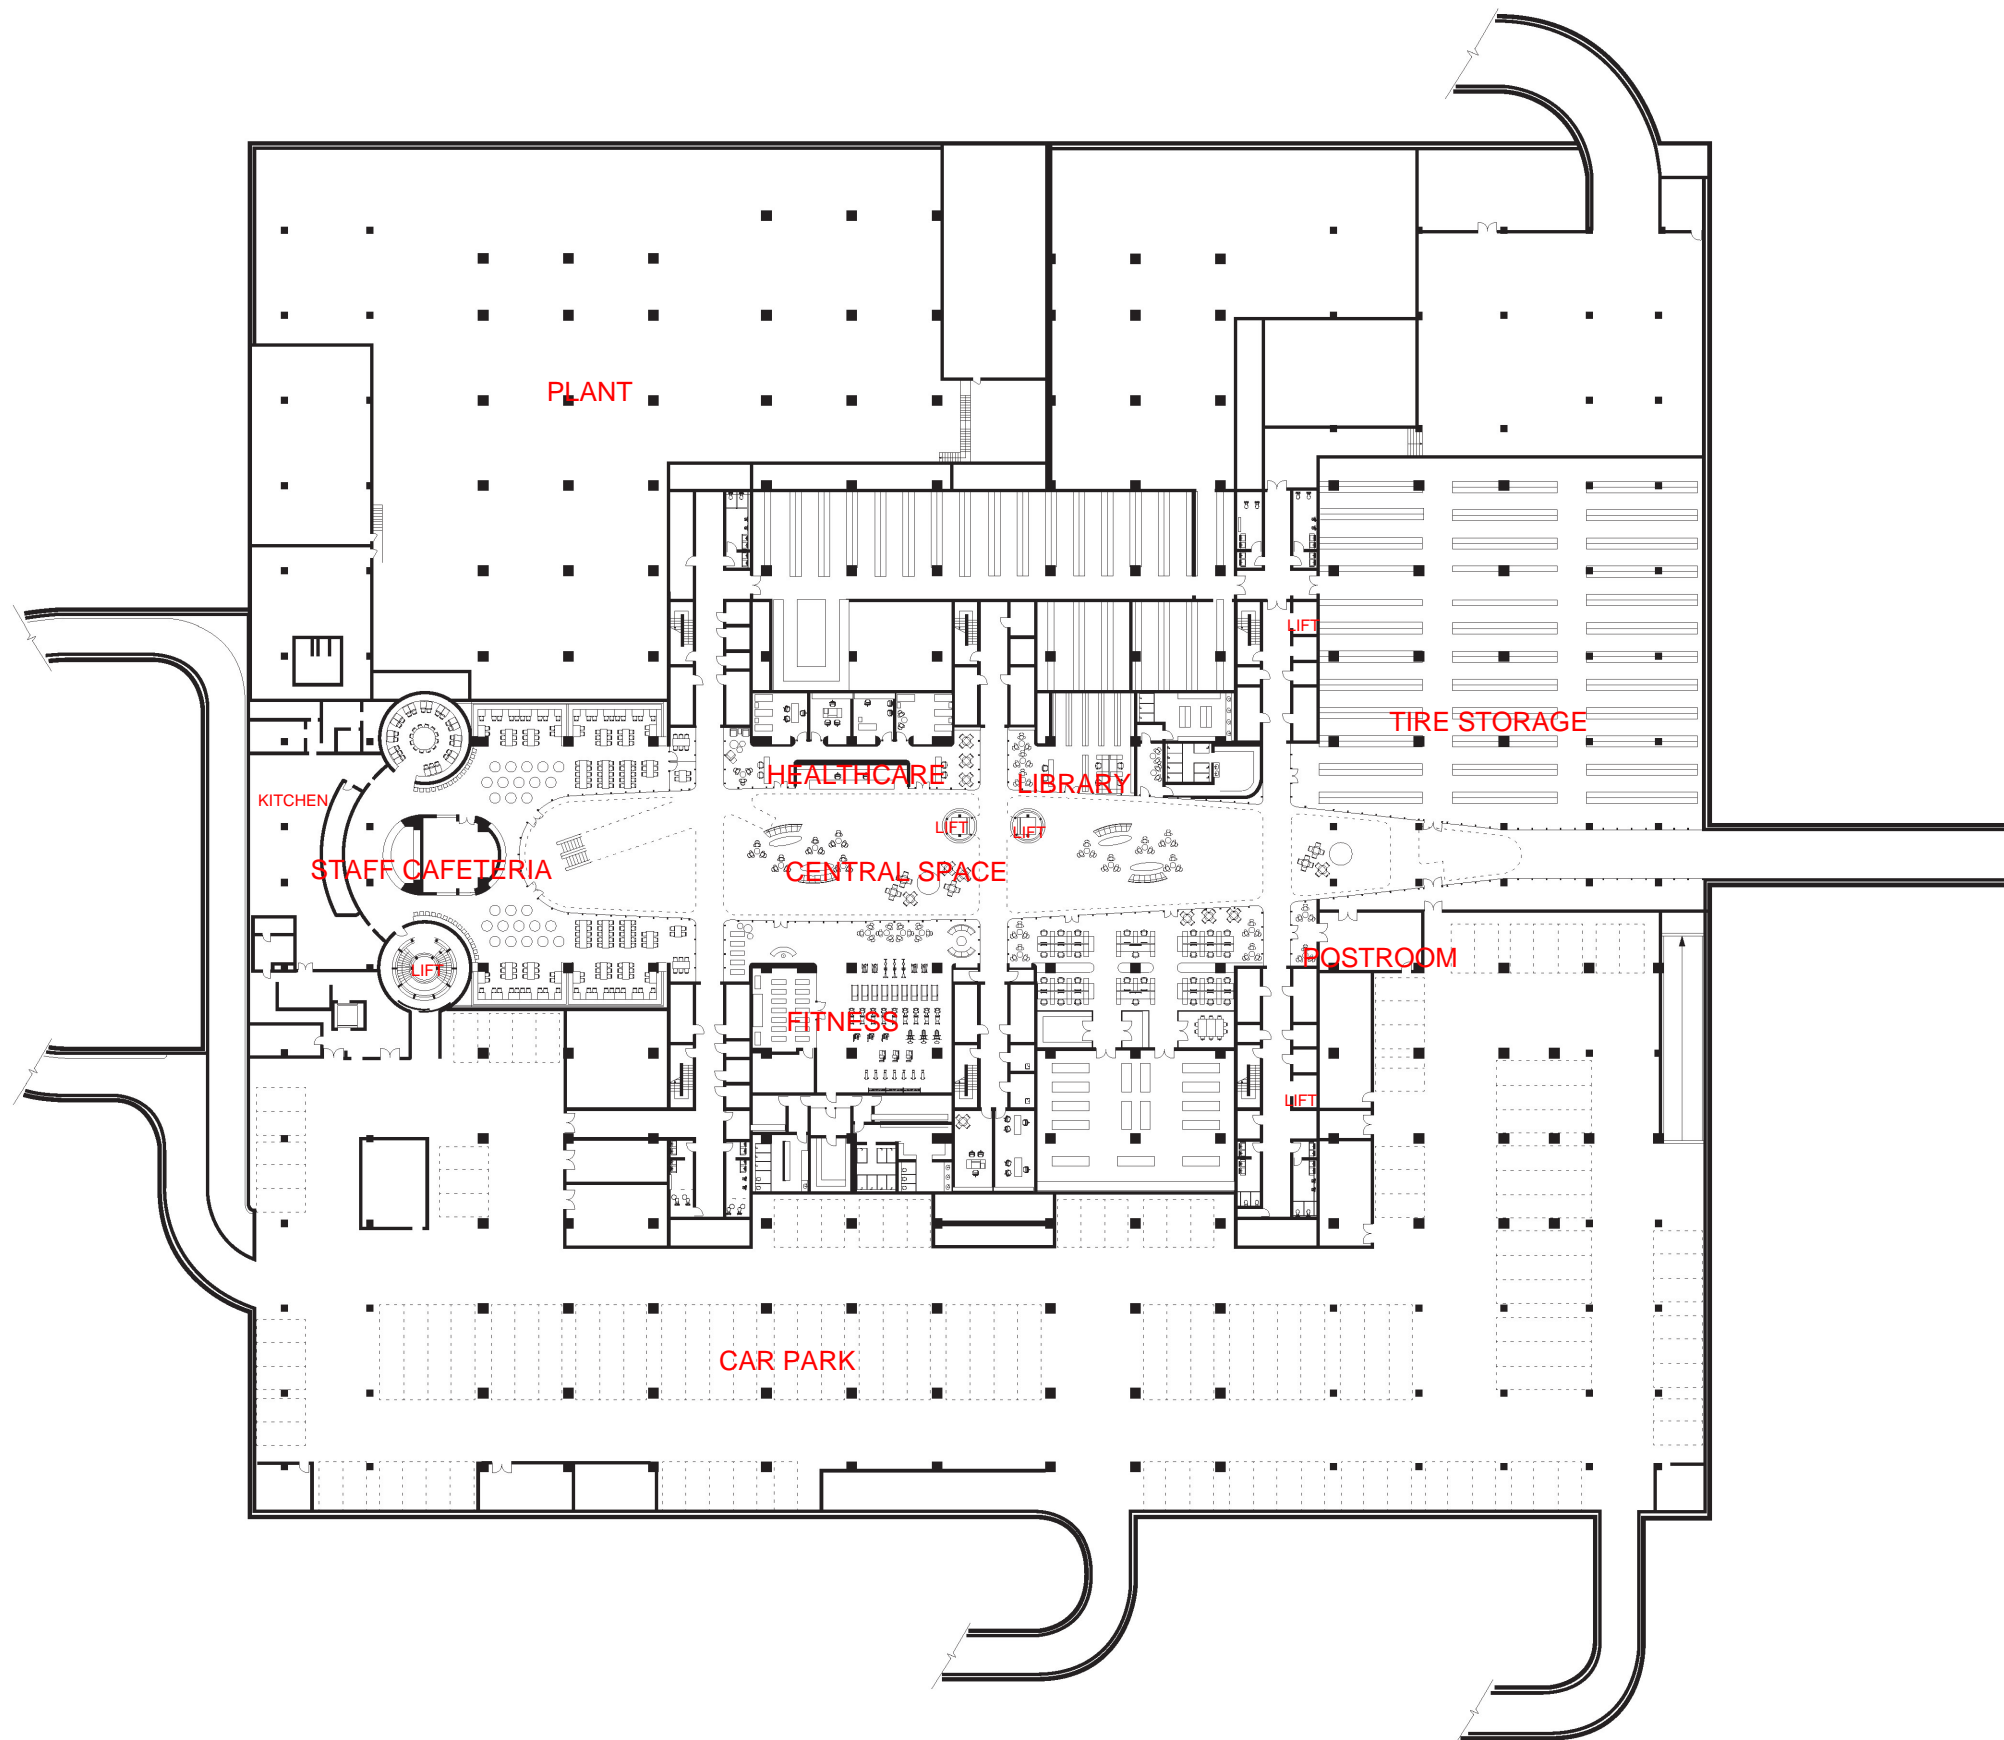 PLANT
LIFT
TIRE STORAGE
HEALTHCARE
LIBRARY
KITCHEN
LIFT
LIFT
STAFF CAFETERIA
CENTRAL SPACE
POSTROOM
LIFT
FITNESS
LIFT
CAR PARK